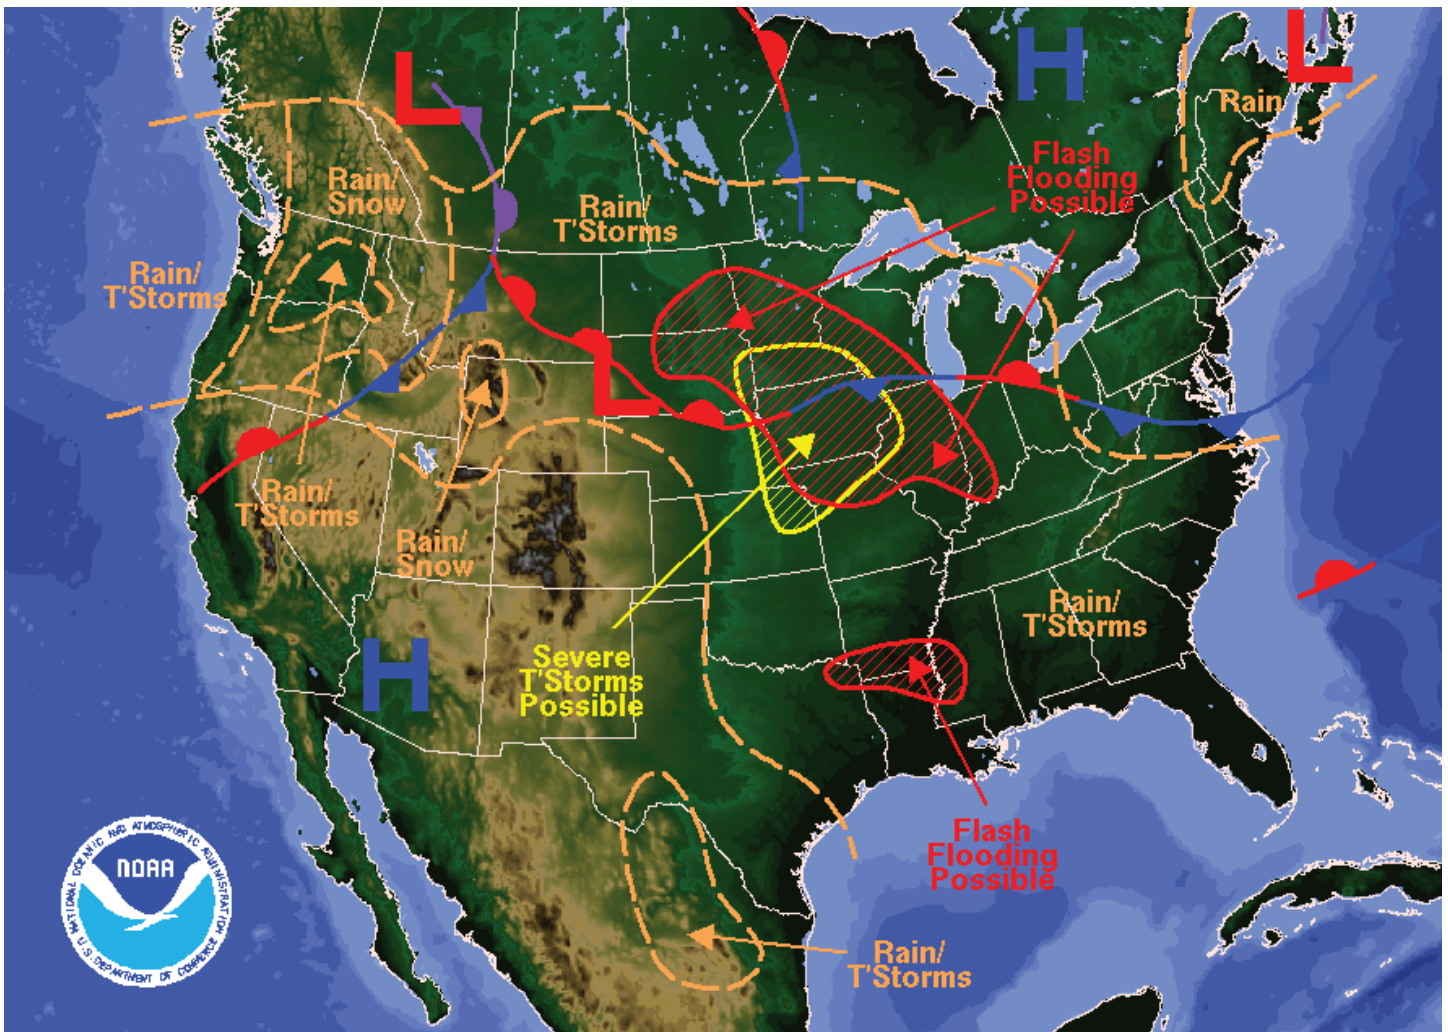 L
H
L
Rain
Flash
Flooding
Possible
Rain/
Snow
Rain/
T'Storms
Rain/
T'Storms
L
Rain/
T'Storms
Rain/
Snow
Rain/
T'Storms
H
Severe
T'Storms
Possible
Flash
Flooding
Possible
Rain/
T'Storms
NATIONAL OCEANIC AND ATMOSPHERIC ADMINISTRATION
NOAA
U.S. DEPARTMENT OF COMMERCE